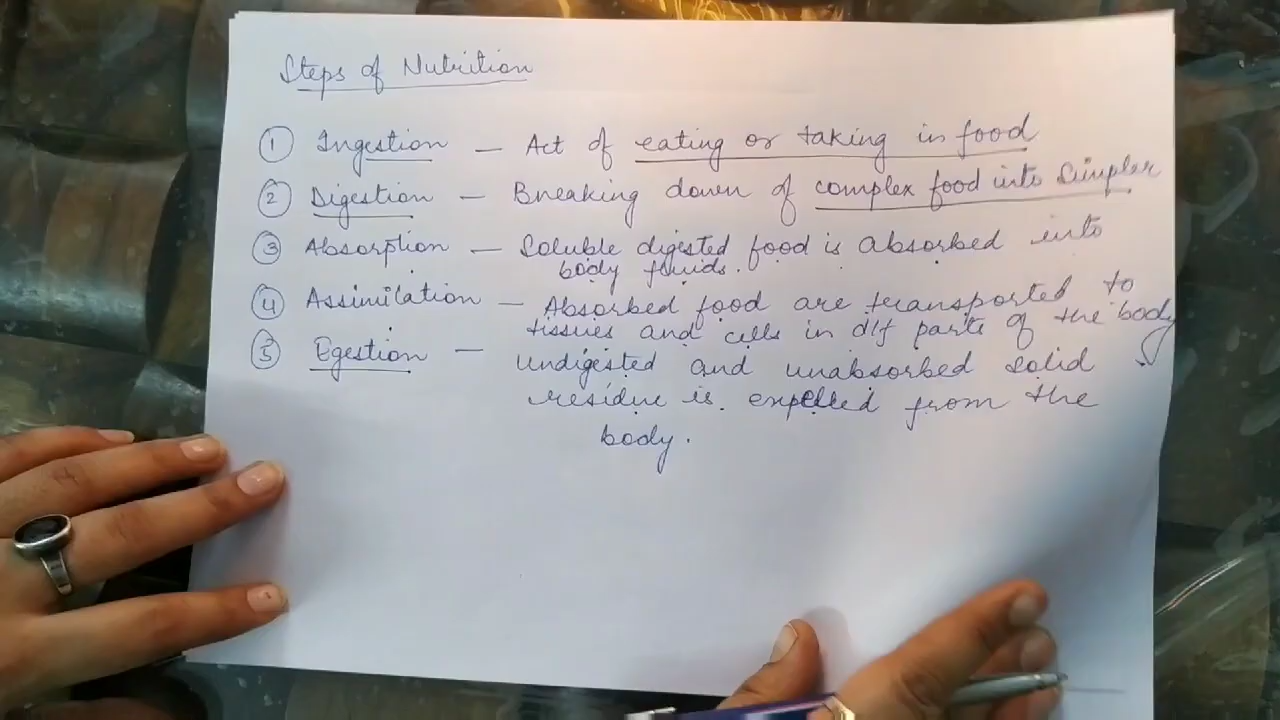 Steps of Nutrition
① Ingestion — Act of eating or taking in food
② Digestion — Breaking down of complex food into simpler
③ Absorption — Soluble digested food is absorbed into
body fluids.
④ Assimilation — Absorbed food are transported to
tissues and cells in d/f parts of the body
⑤ Egestion — undigested and unabsorbed solid
residue is expelled from the
body.